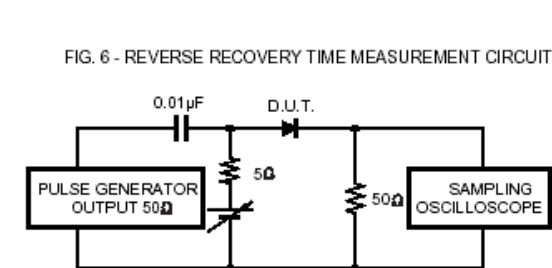 FIG. 6 - REVERSE RECOVERY TIME MEASUREMENT CIRCUIT
0.01µF
D.U.T.
5Ω
PULSE GENERATOR
OUTPUT 50Ω
50Ω
SAMPLING
OSCILLOSCOPE